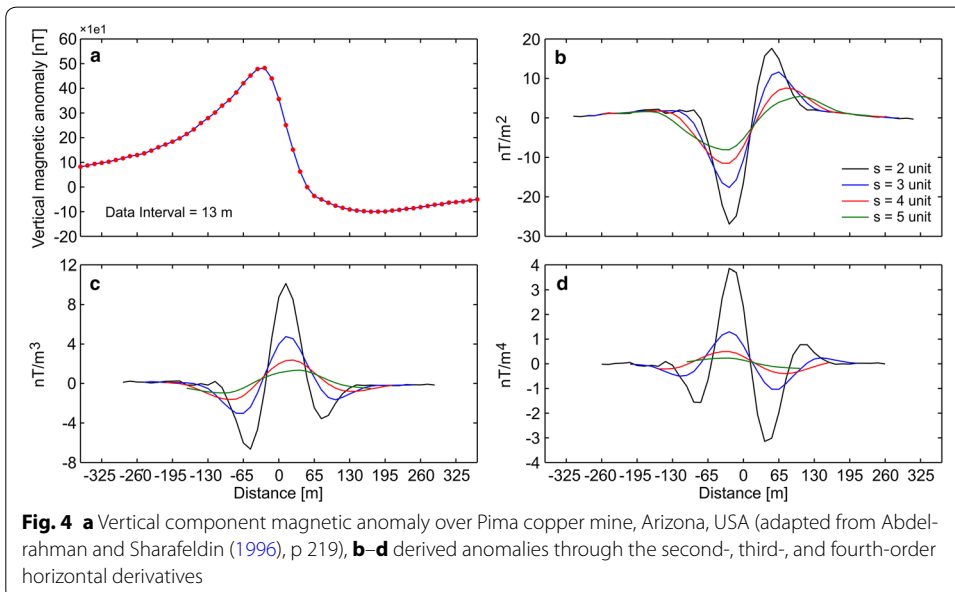 ×1e1
60
50
40
30
20
10
0
-10
-20
Vertical magnetic anomaly [nT]
a
Data Interval = 13 m
20
10
0
-10
-20
-30
nT/m2
b
s = 2 unit
s = 3 unit
s = 4 unit
s = 5 unit
12
8
4
0
-4
-8
nT/m3
c
-325 -260 -195 -130 -65 0 65 130 195 260 325
Distance [m]
4
3
2
1
0
-1
-2
-3
-4
nT/m4
d
-325 -260 -195 -130 -65 0 65 130 195 260 325
Distance [m]
Fig. 4 a Vertical component magnetic anomaly over Pima copper mine, Arizona, USA (adapted from Abdel-
rahman and Sharafeldin (1996), p 219), b–d derived anomalies through the second-, third-, and fourth-order
horizontal derivatives